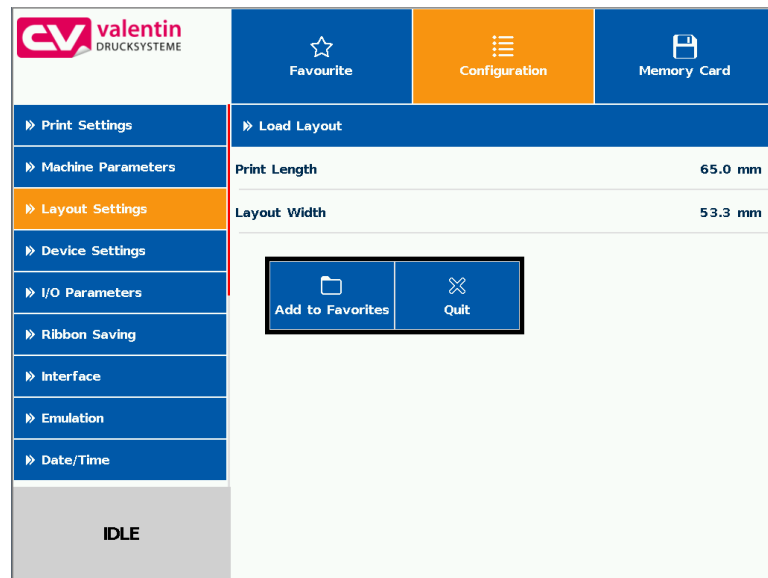 valentin
DRUCKSYSTEME
Favourite
Configuration
Memory Card
Print Settings
Machine Parameters
Layout Settings
Device Settings
I/O Parameters
Ribbon Saving
Interface
Emulation
Date/Time
IDLE
Load Layout
Print Length 65.0 mm
Layout Width 53.3 mm
Add to Favorites
Quit